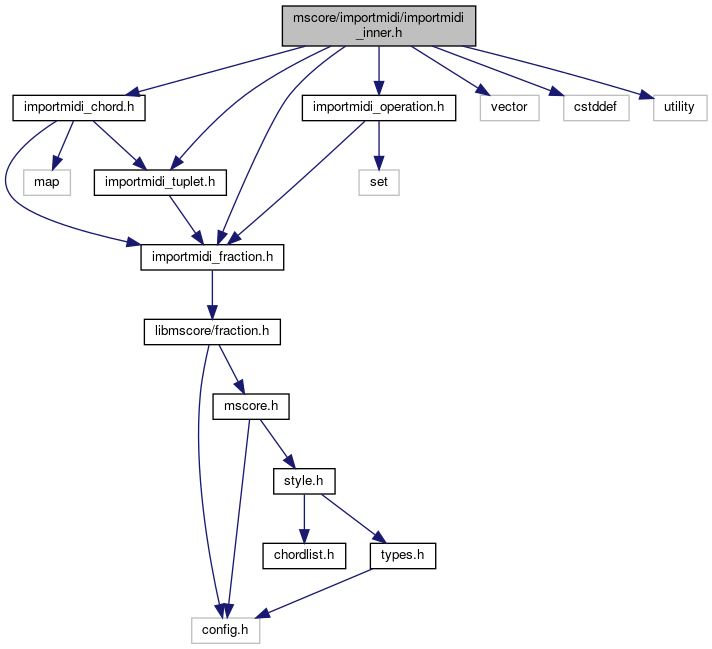 mscore/importmidi/importmidi
_inner.h
importmidi_chord.h
importmidi_operation.h
vector
cstddef
utility
map
importmidi_tuplet.h
set
importmidi_fraction.h
libmscore/fraction.h
mscore.h
style.h
chordlist.h
types.h
config.h